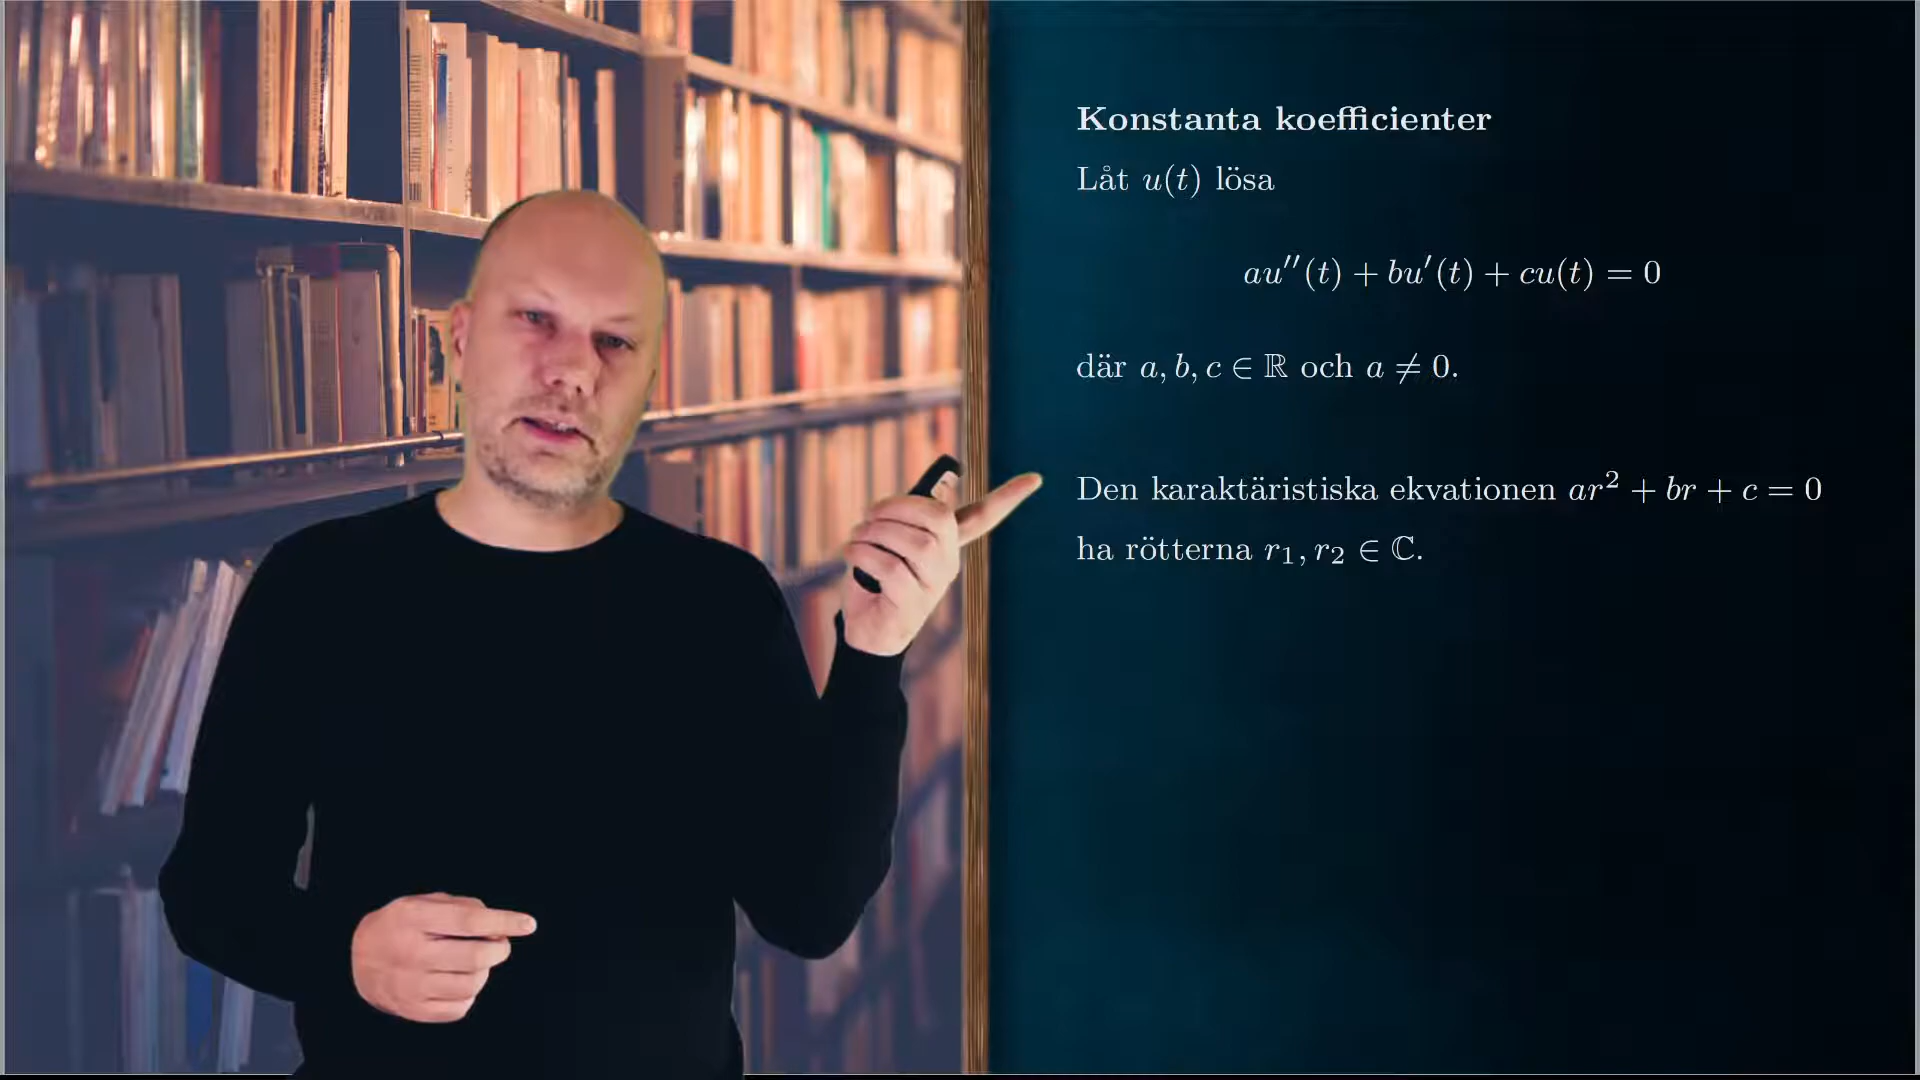 Konstanta koefficienter
Låt u(t) lösa
au′′(t) + bu′(t) + cu(t) = 0
där a, b, c ∈ ℝ och a ≠ 0.
Den karaktäristiska ekvationen ar² + br + c = 0
ha rötterna r₁, r₂ ∈ ℂ.